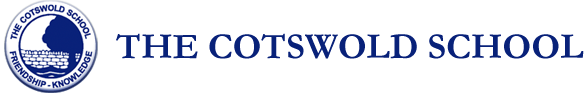 THE COTSWOLD SCHOOL
FRIENDSHIP - KNOWLEDGE
THE COTSWOLD SCHOOL